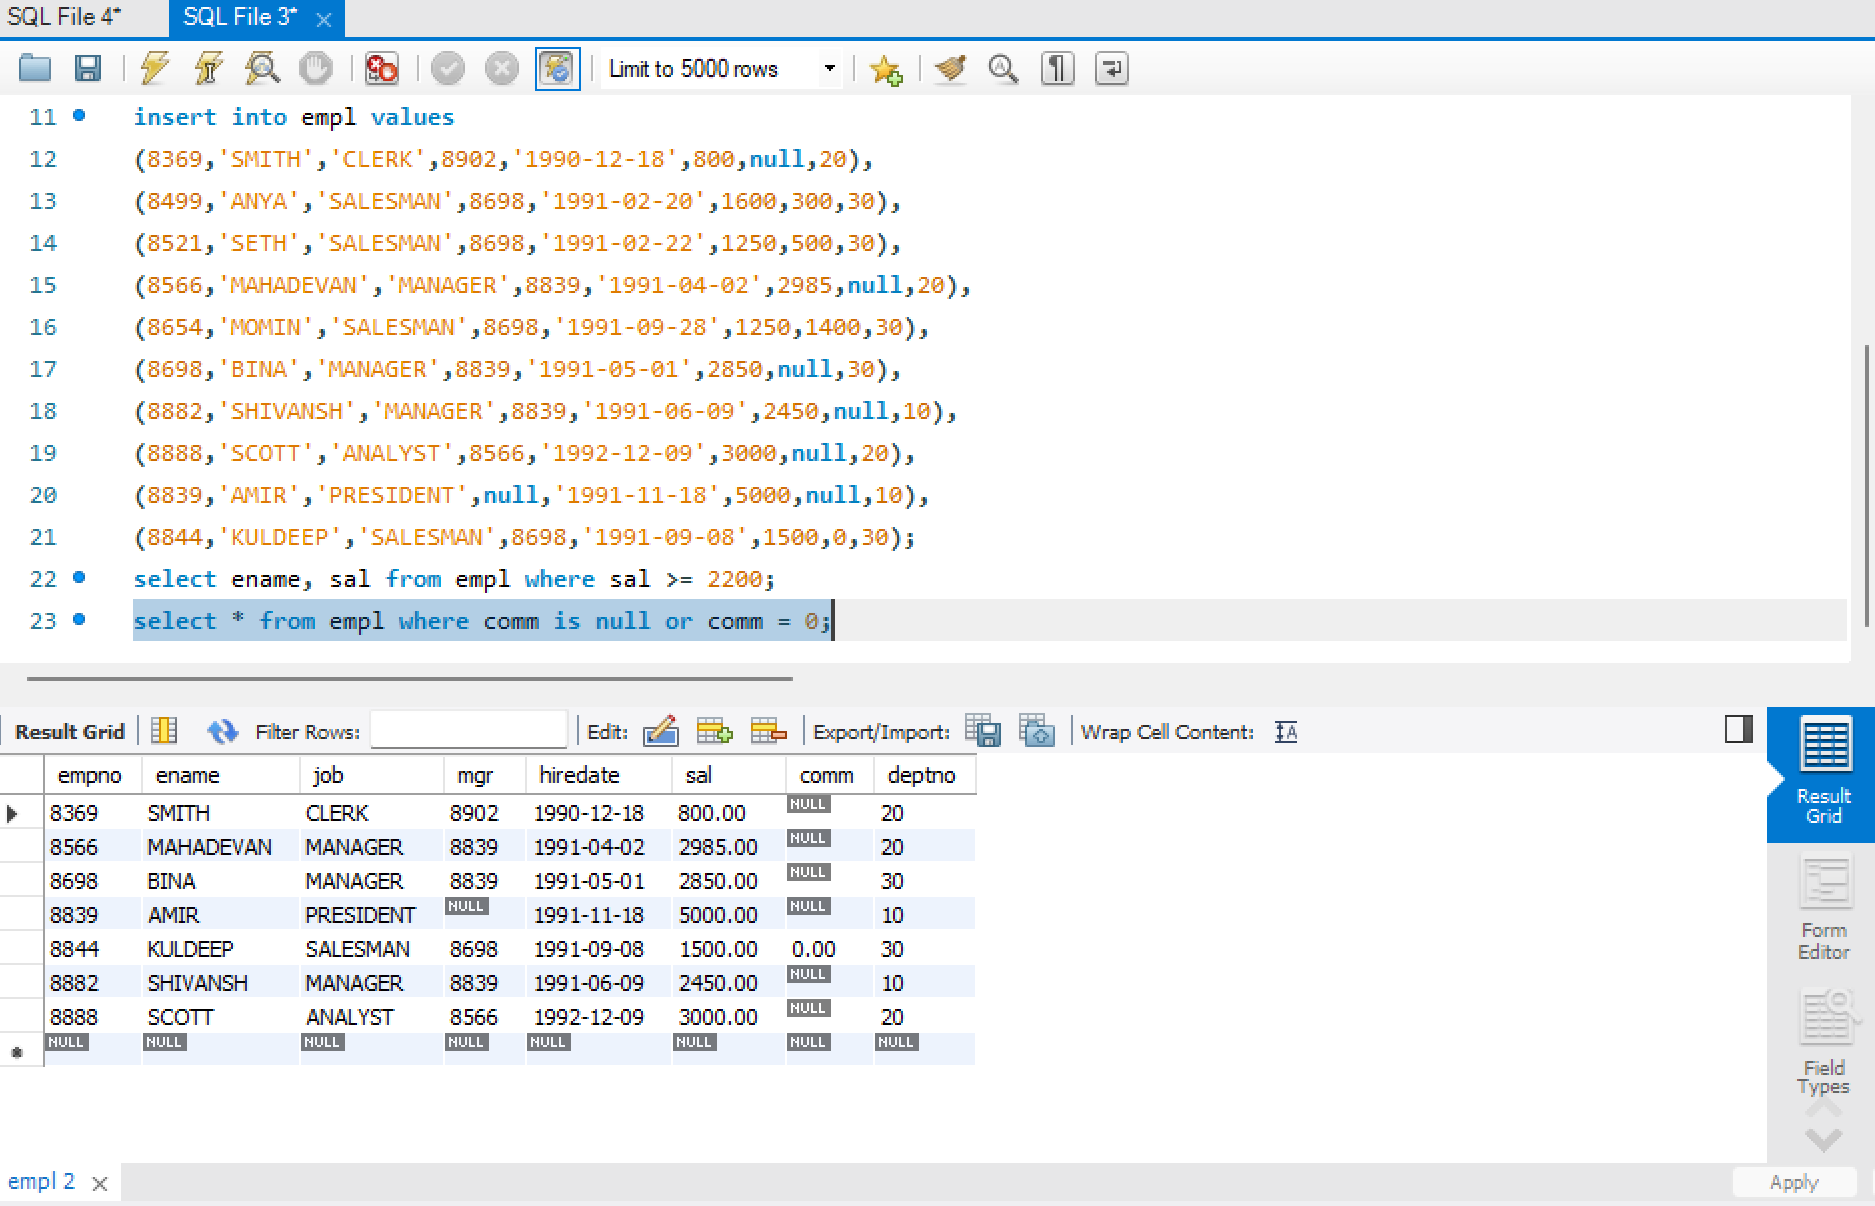 SQL File 4* SQL File 3* ×
Limit to 5000 rows
11 insert into empl values
12 (8369,'SMITH','CLERK',8902,'1990-12-18',800,null,20),
13 (8499,'ANYA','SALESMAN',8698,'1991-02-20',1600,300,30),
14 (8521,'SETH','SALESMAN',8698,'1991-02-22',1250,500,30),
15 (8566,'MAHADEVAN','MANAGER',8839,'1991-04-02',2985,null,20),
16 (8654,'MOMIN','SALESMAN',8698,'1991-09-28',1250,1400,30),
17 (8698,'BINA','MANAGER',8839,'1991-05-01',2850,null,30),
18 (8882,'SHIVANSH','MANAGER',8839,'1991-06-09',2450,null,10),
19 (8888,'SCOTT','ANALYST',8566,'1992-12-09',3000,null,20),
20 (8839,'AMIR','PRESIDENT',null,'1991-11-18',5000,null,10),
21 (8844,'KULDEEP','SALESMAN',8698,'1991-09-08',1500,0,30);
22 select ename, sal from empl where sal >= 2200;
23 select * from empl where comm is null or comm = 0;
Result Grid Filter Rows: Edit: Export/Import: Wrap Cell Content:
empno ename job mgr hiredate sal comm deptno
8369 SMITH CLERK 8902 1990-12-18 800.00 NULL 20
8566 MAHADEVAN MANAGER 8839 1991-04-02 2985.00 NULL 20
8698 BINA MANAGER 8839 1991-05-01 2850.00 NULL 30
8839 AMIR PRESIDENT NULL 1991-11-18 5000.00 NULL 10
8844 KULDEEP SALESMAN 8698 1991-09-08 1500.00 0.00 30
8882 SHIVANSH MANAGER 8839 1991-06-09 2450.00 NULL 10
8888 SCOTT ANALYST 8566 1992-12-09 3000.00 NULL 20
NULL NULL NULL NULL NULL NULL NULL NULL
Result
Grid
Form
Editor
Field
Types
empl 2 ×
Apply